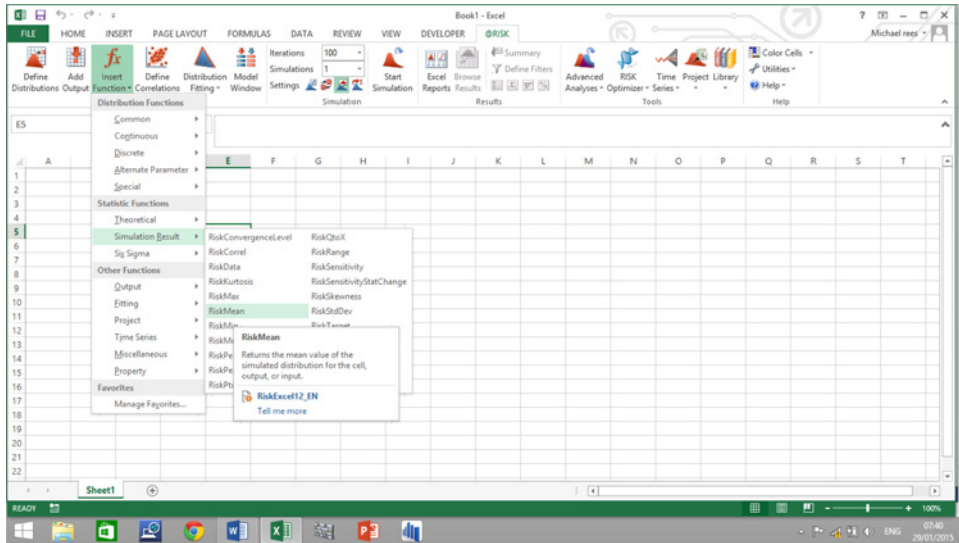 Book1 - Excel
FILE HOME INSERT PAGE LAYOUT FORMULAS DATA REVIEW VIEW DEVELOPER @RISK Michael rees
Define Distributions
Add Output
Insert Function
Define Correlations
Distribution Fitting
Model Window
Iterations 100
Simulations 1
Settings
Start Simulation
Simulation
Excel Reports
Browse Results
Summary
Define Filters
Results
Advanced Analyses
RISK Optimizer
Time Series
Project
Library
Tools
Color Cells
Utilities
Help
Help
E5
Distribution Functions
Common
Continuous
Discrete
Alternate Parameter
Special
Statistic Functions
Theoretical
Simulation Result
Six Sigma
Other Functions
Output
Fitting
Project
Time Series
Miscellaneous
Property
Favorites
Manage Favorites...
A E F G H I J K L M N O P Q R S T
1
2
3
4
5
6
7
8
9
10
11
12
13
14
15
16
17
18
19
20
21
22
RiskConvergenceLevel RiskQtoX
RiskCorrel RiskRange
RiskData RiskSensitivity
RiskKurtosis RiskSensitivityStatChange
RiskMax RiskSkewness
RiskMean RiskStdDev
RiskMin RiskTarget
RiskMean
Returns the mean value of the
simulated distribution for the cell,
output, or input.
RiskExcel12_EN
Tell me more
Sheet1
READY 100%
ENG 07:40
29/01/2015